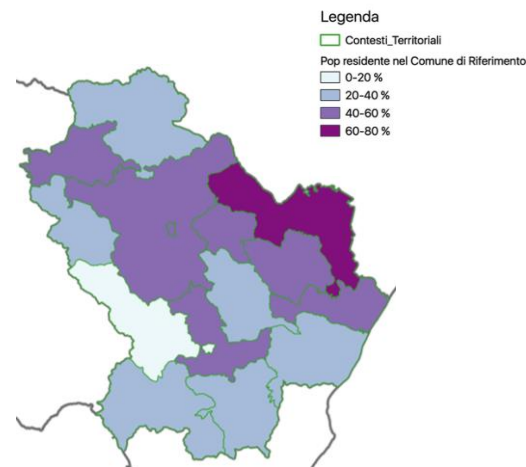 Legenda
Contesti_Territoriali
Pop residente nel Comune di Riferimento
0-20 %
20-40 %
40-60 %
60-80 %